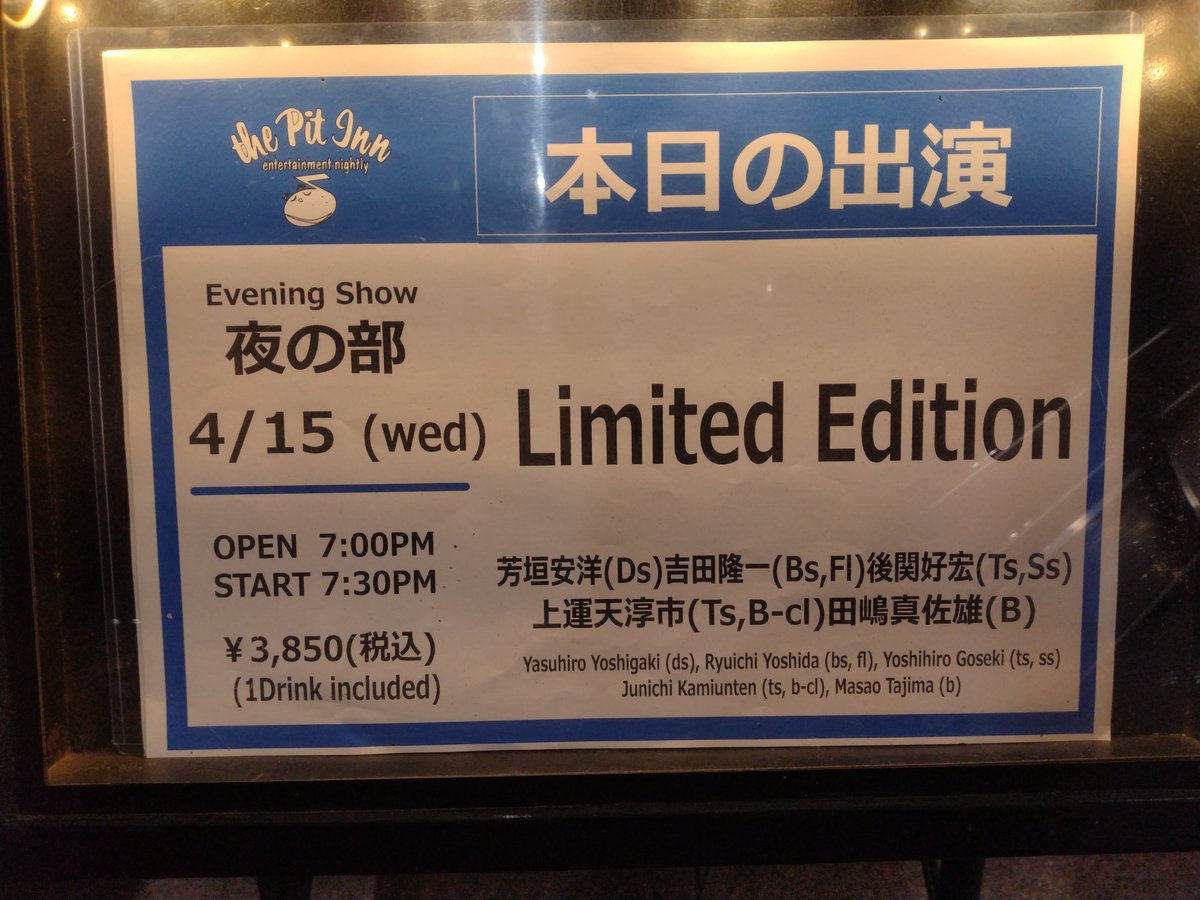 the Pit Inn
entertainment nightly
本日の出演
Evening Show
夜の部
4/15 (wed)
Limited Edition
OPEN 7:00PM
START 7:30PM
¥3,850(税込)
(1Drink included)
芳垣安洋(Ds)吉田隆一(Bs,Fl)後関好宏(Ts,Ss)
上運天淳市(Ts,B-cl)田嶋真佐雄(B)
Yasuhiro Yoshigaki (ds), Ryuichi Yoshida (bs, fl), Yoshihiro Goseki (ts, ss)
Junichi Kamiunten (ts, b-cl), Masao Tajima (b)